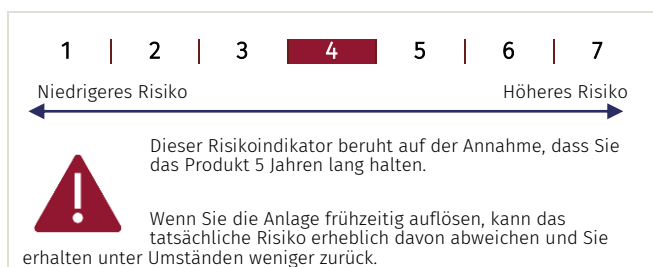 1 | 2 | 3 | 4 | 5 | 6 | 7
Niedrigeres Risiko Höheres Risiko
Dieser Risikoindikator beruht auf der Annahme, dass Sie
das Produkt 5 Jahren lang halten.
Wenn Sie die Anlage frühzeitig auflösen, kann das
tatsächliche Risiko erheblich davon abweichen und Sie
erhalten unter Umständen weniger zurück.